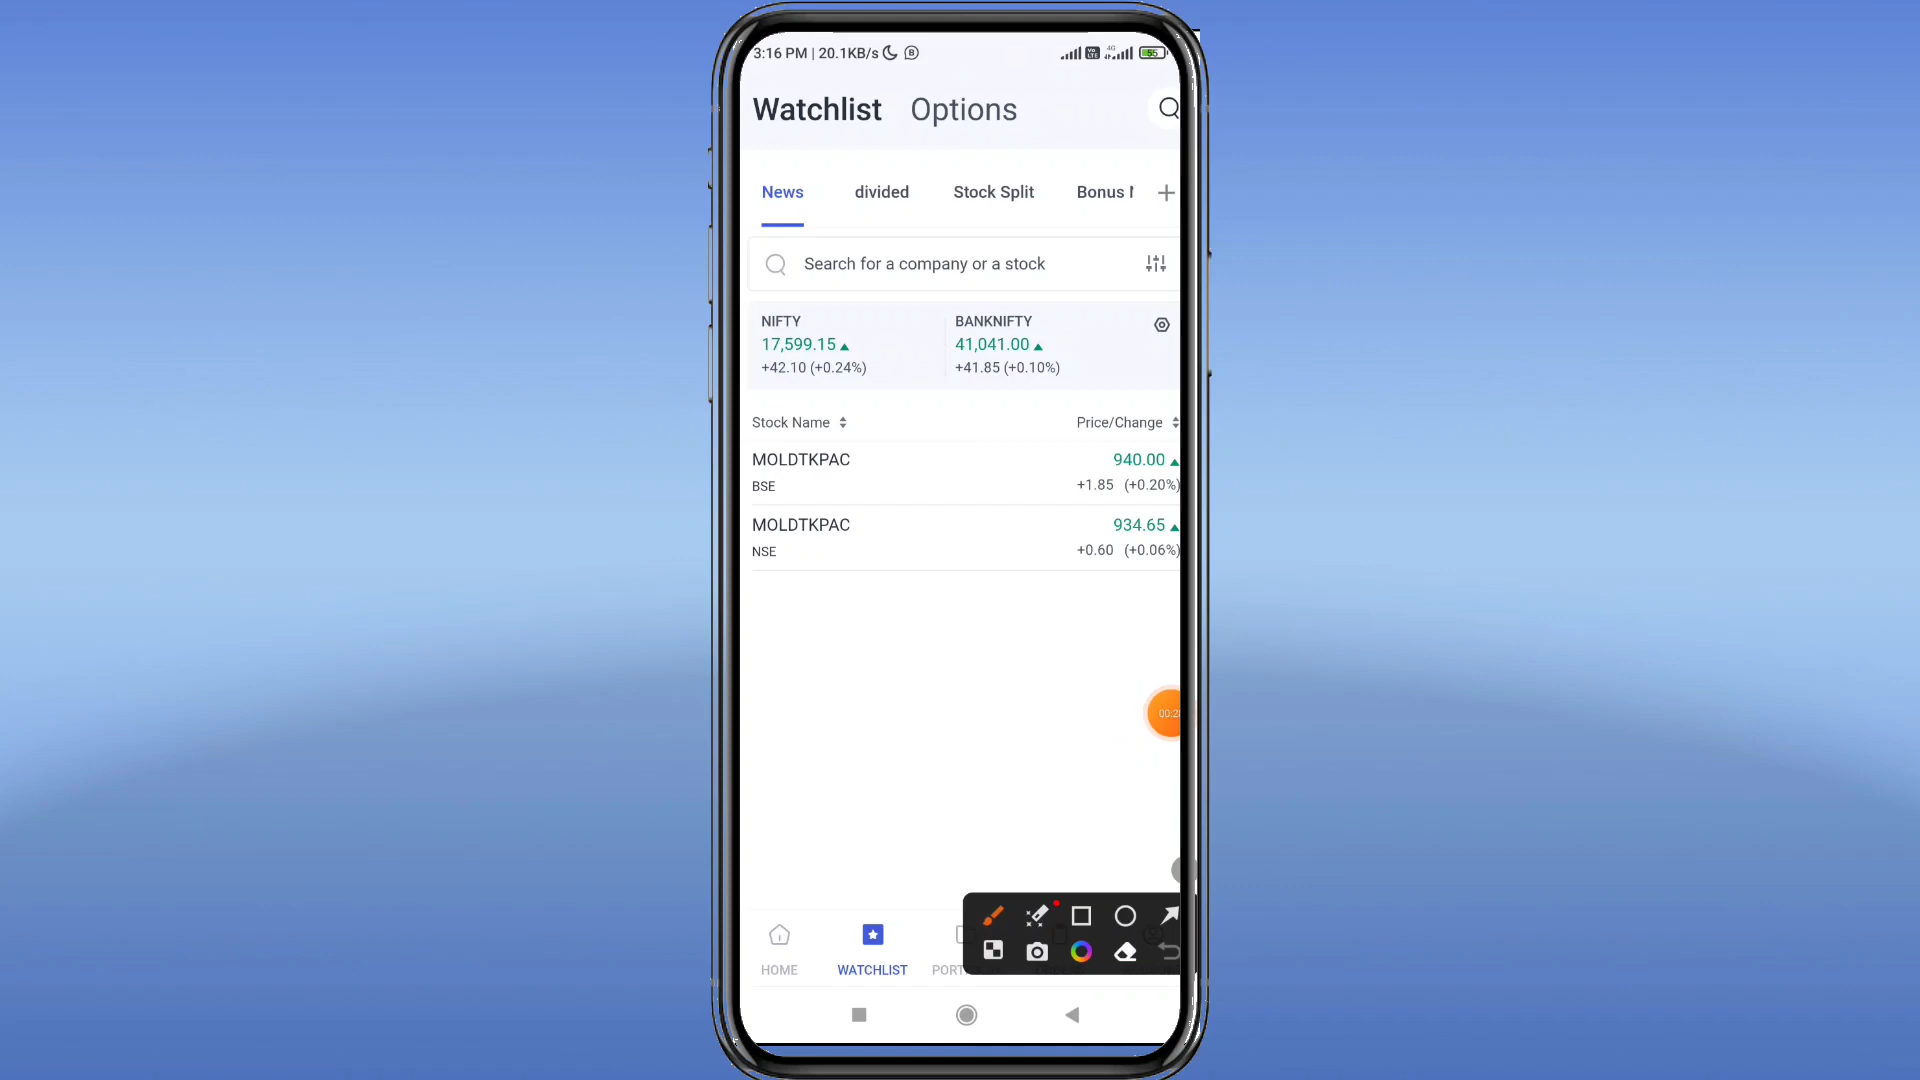 3:16 PM | 20.1KB/s
4G
55
Watchlist Options
News divided Stock Split Bonus
Search for a company or a stock
NIFTY BANKNIFTY
17,599.15 41,041.00
+42.10 (+0.24%) +41.85 (+0.10%)
Stock Name Price/Change
MOLDTKPAC 940.00
BSE +1.85 (+0.20%)
MOLDTKPAC 934.65
NSE +0.60 (+0.06%)
HOME WATCHLIST PORT